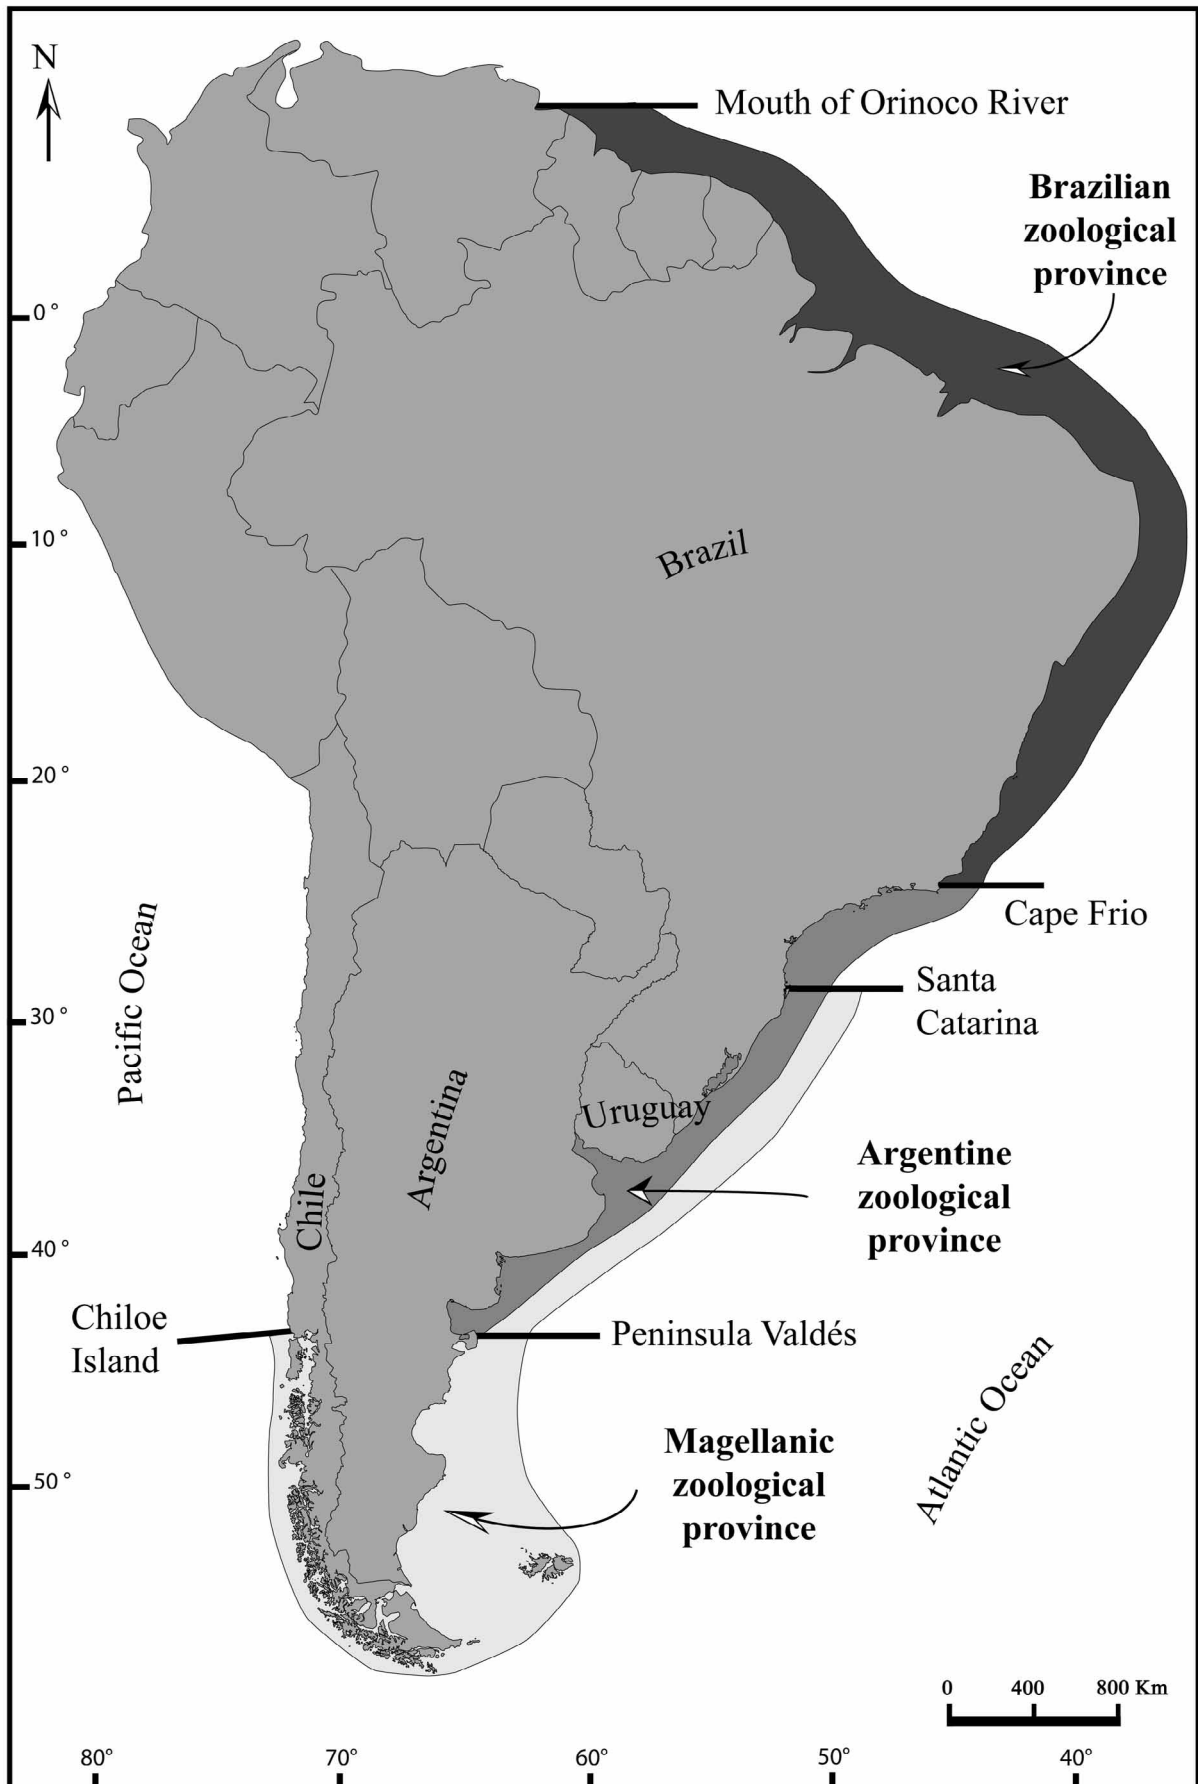 N
Mouth of Orinoco River
Brazilian
zoological
province
0°
10°
Brazil
20°
Cape Frio
Pacific Ocean
Santa
Catarina
30°
Uruguay
Argentina
Argentine
zoological
province
Chile
40°
Chiloe
Island
Peninsula Valdés
Atlantic Ocean
Magellanic
zoological
province
50°
0 400 800 Km
80° 70° 60° 50° 40°